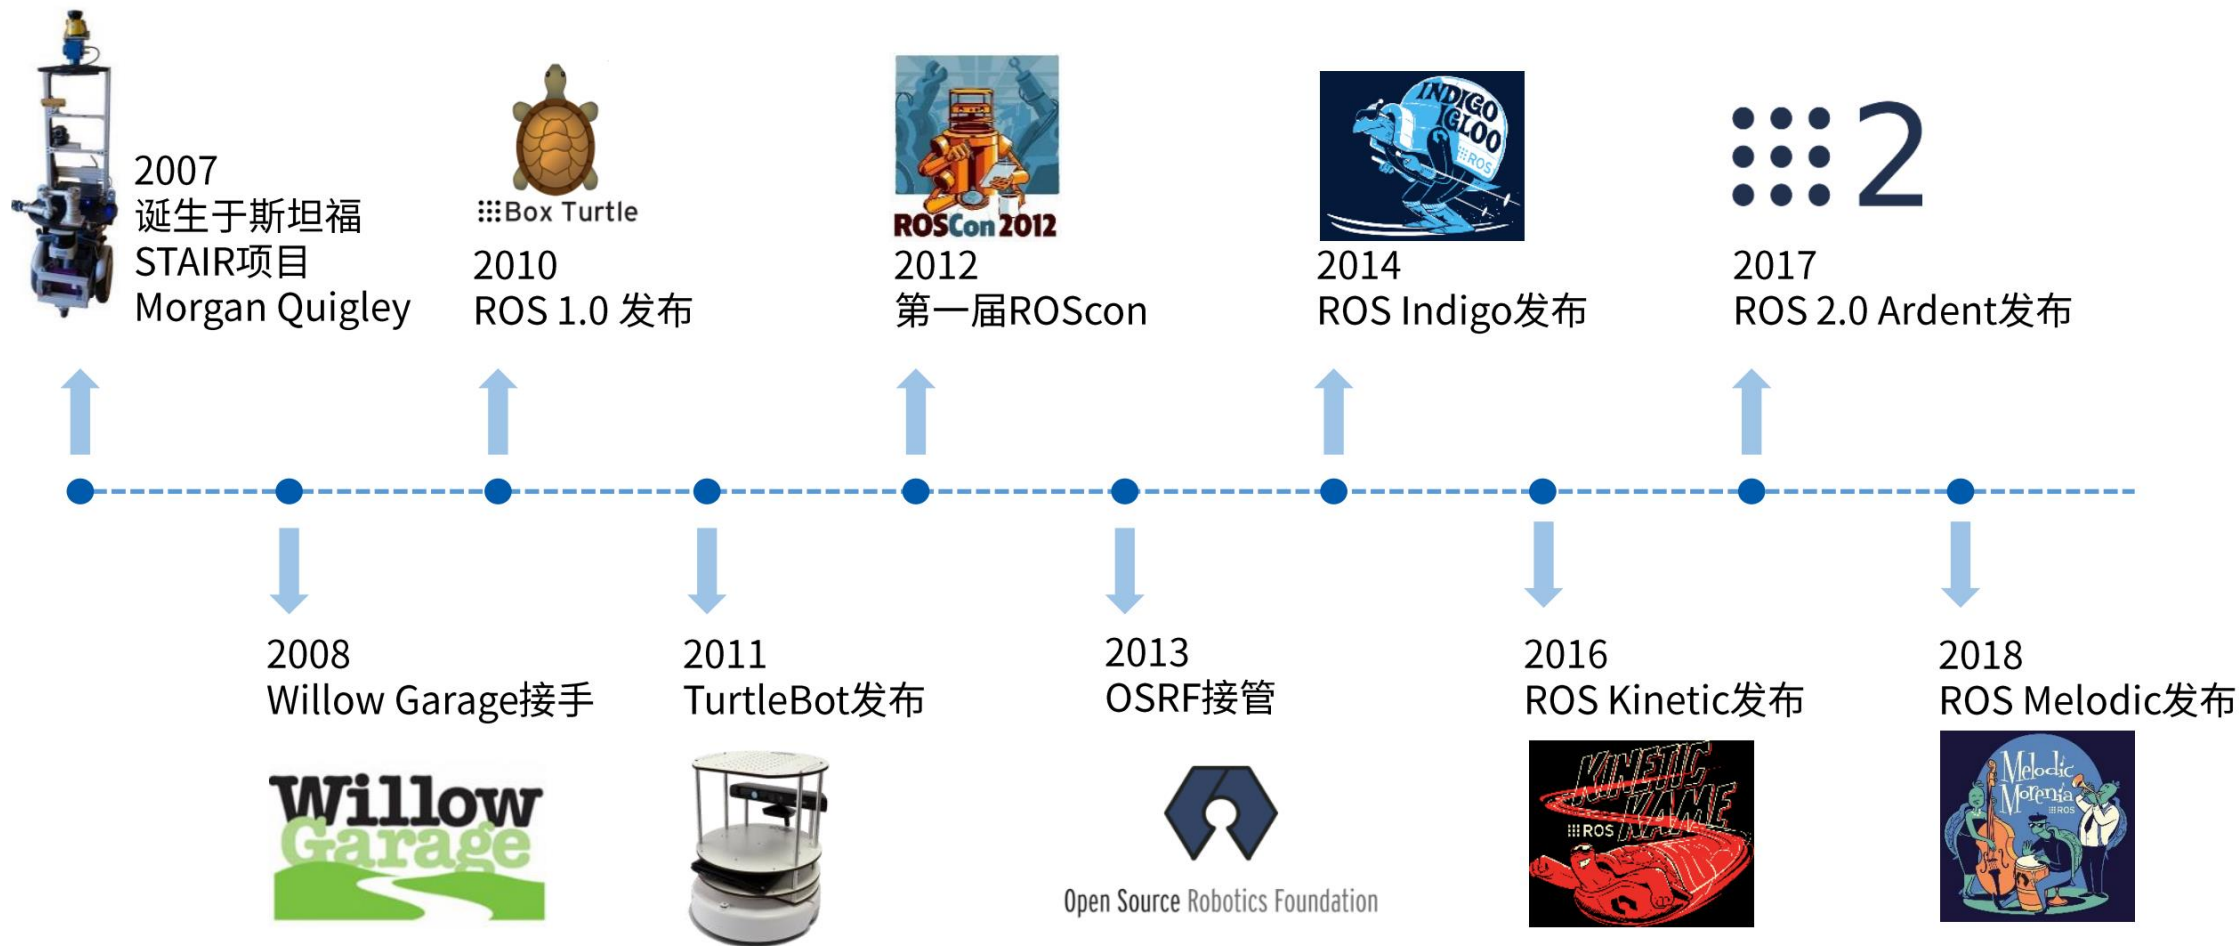 2007
诞生于斯坦福
STAIR项目
Morgan Quigley
Box Turtle
2010
ROS 1.0 发布
ROSCon 2012
2012
第一届ROScon
INDIGO
IGLOO
ROS
2014
ROS Indigo发布
2
2017
ROS 2.0 Ardent发布
2008
Willow Garage接手
Willow
Garage
2011
TurtleBot发布
2013
OSRF接管
Open Source Robotics Foundation
2016
ROS Kinetic发布
KINETIC
KAME
ROS
2018
ROS Melodic发布
Melodic
Morenia
ROS